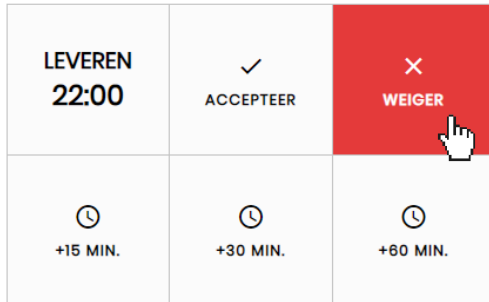 LEVEREN
22:00
ACCEPTEER
WEIGER
+15 MIN.
+30 MIN.
+60 MIN.